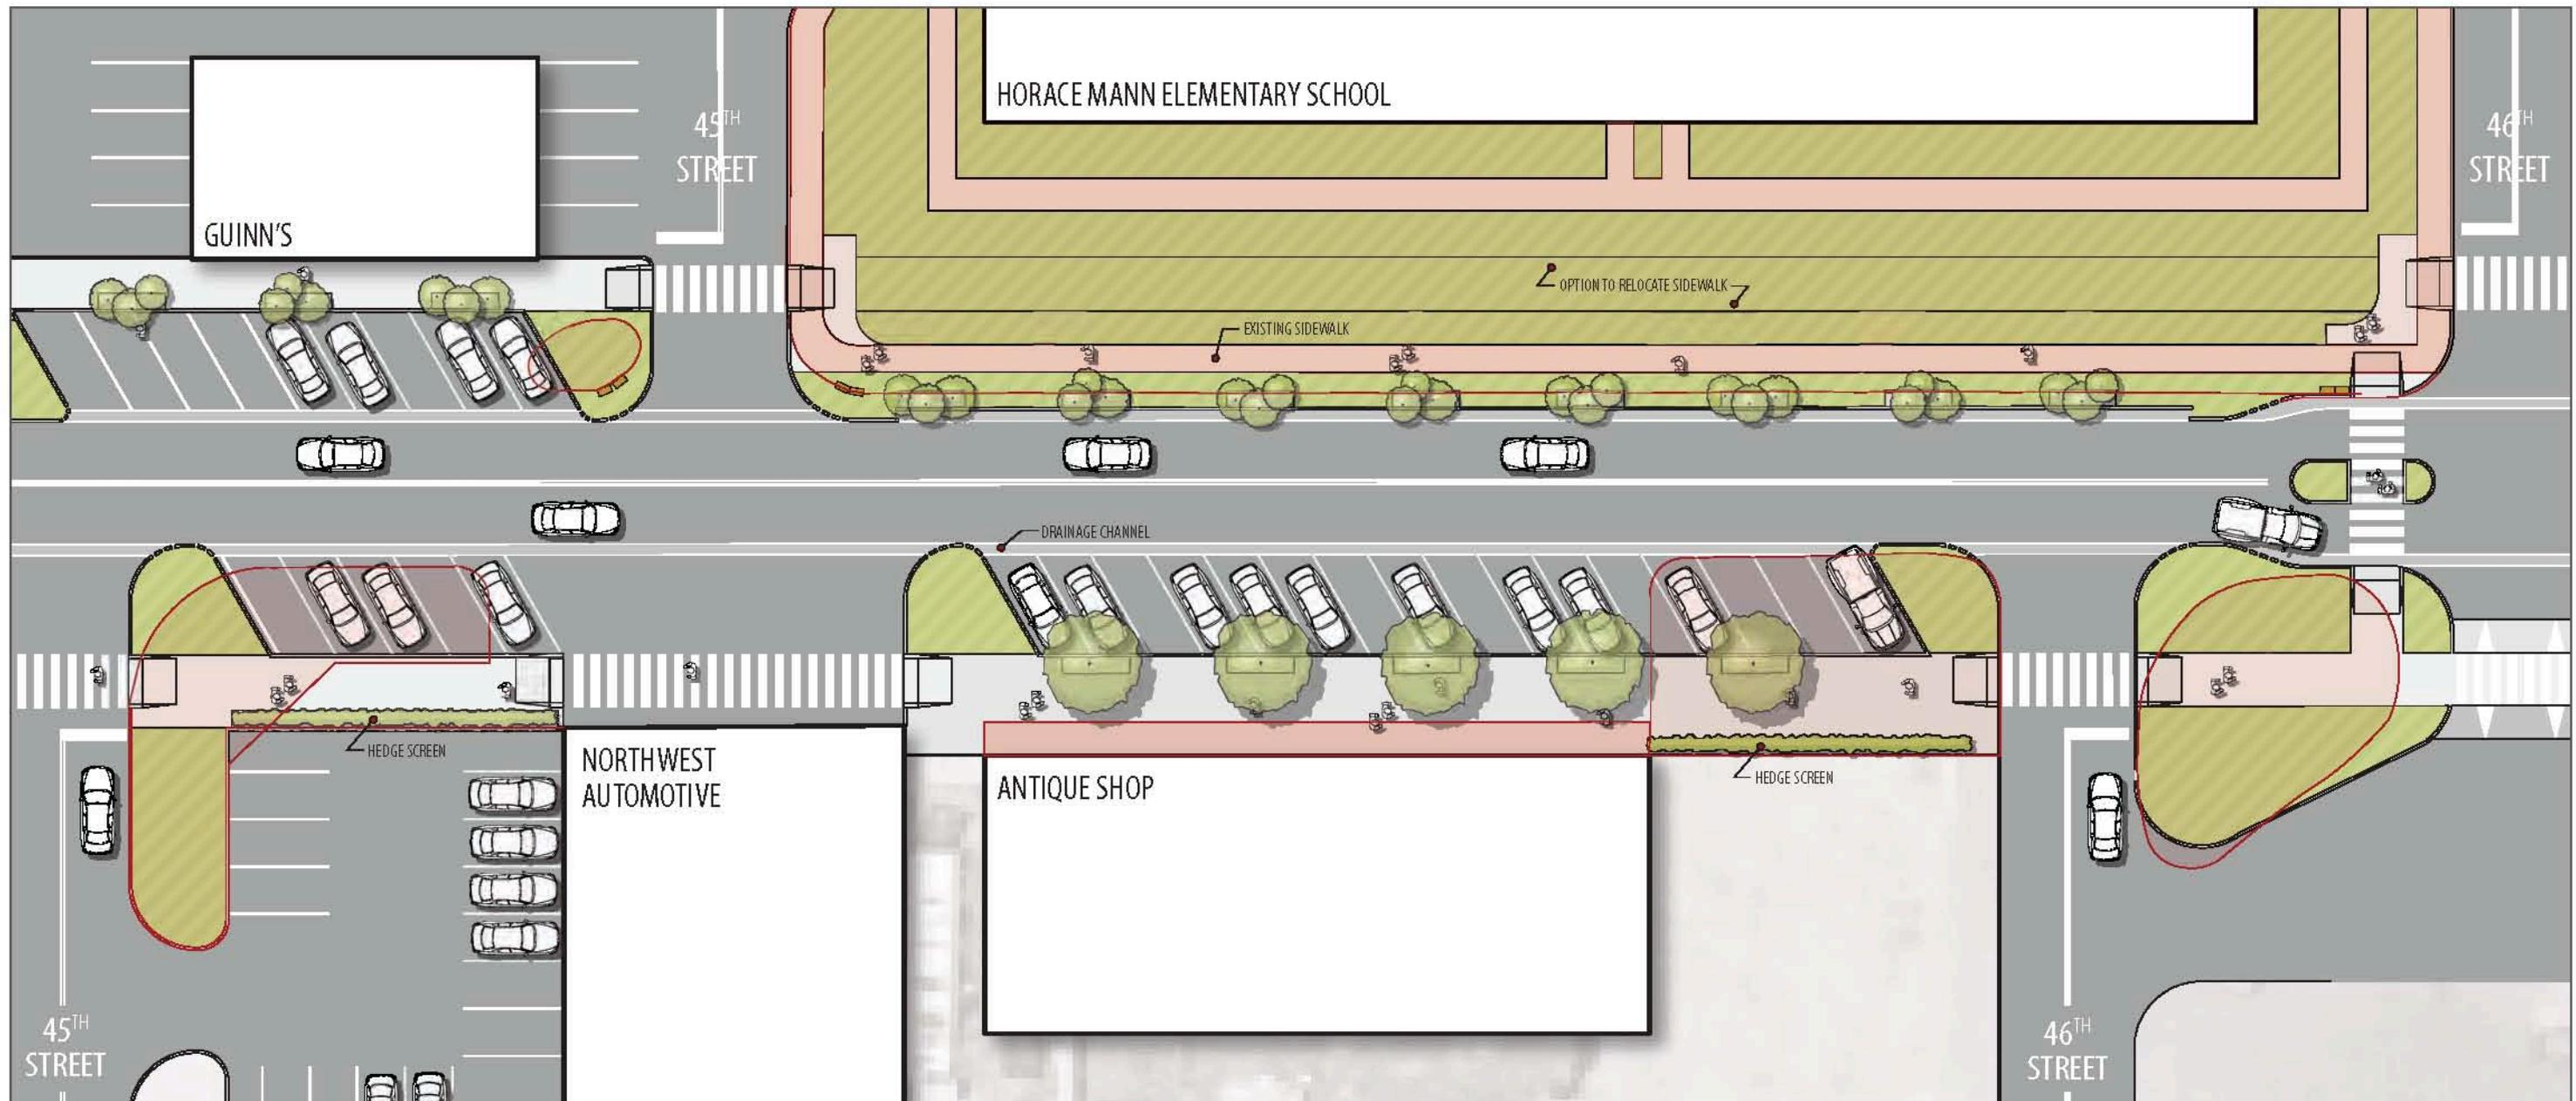 HORACE MANN ELEMENTARY SCHOOL
45TH
STREET
46TH
STREET
GUINN'S
OPTION TO RELOCATE SIDEWALK
EXISTING SIDEWALK
DRAINAGE CHANNEL
HEDGE SCREEN
NORTHWEST
AUTOMOTIVE
ANTIQUE SHOP
HEDGE SCREEN
45TH
STREET
46TH
STREET